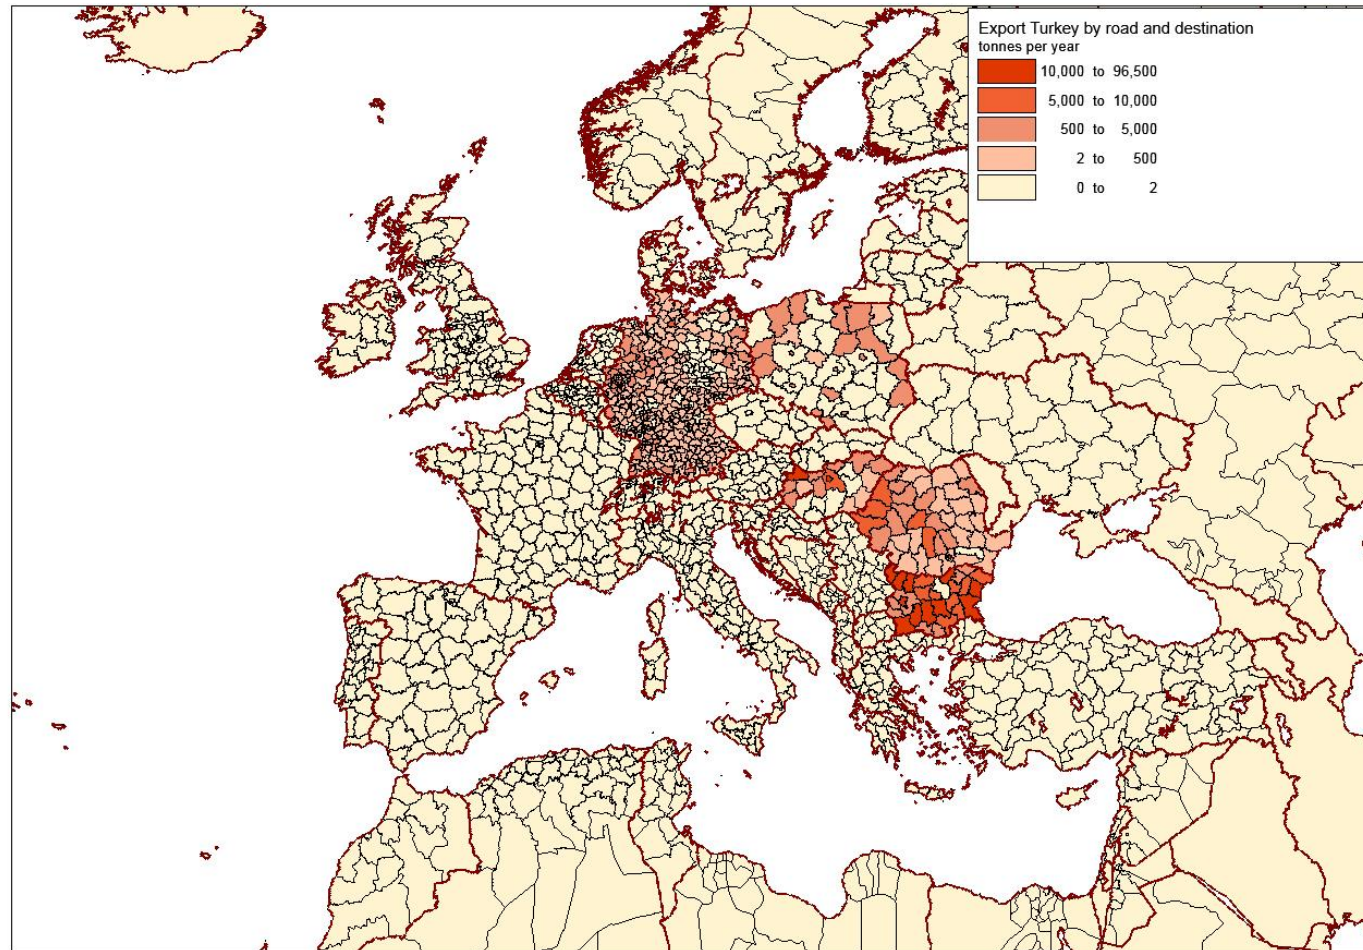 Export Turkey by road and destination
tonnes per year
10,000 to 96,500
5,000 to 10,000
500 to 5,000
2 to 500
0 to 2